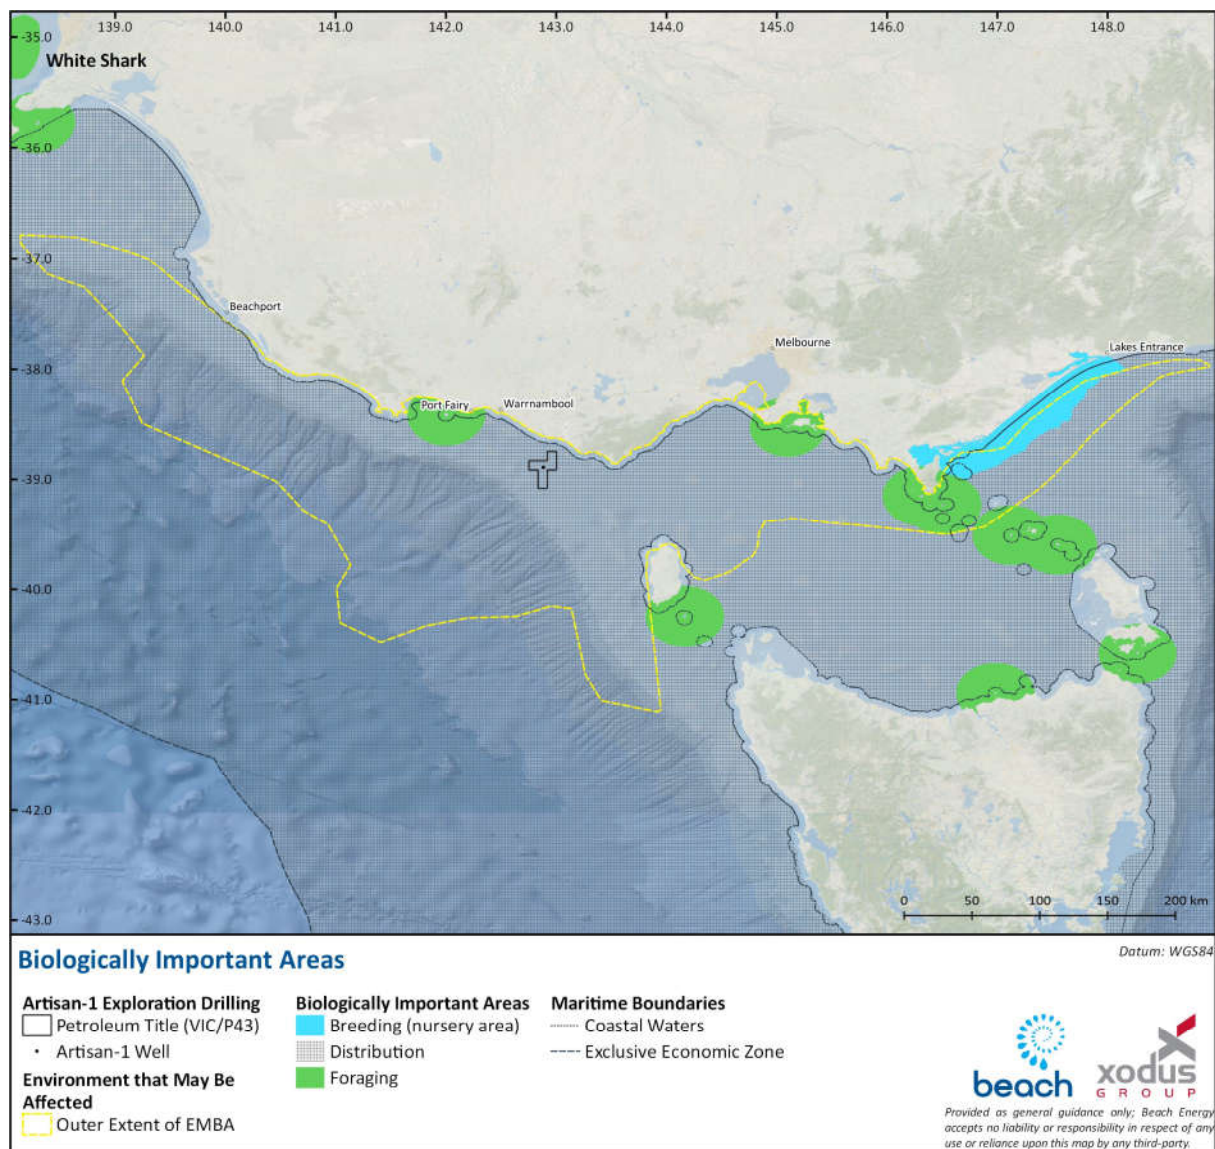 139.0 140.0 141.0 142.0 143.0 144.0 145.0 146.0 147.0 148.0
-35.0
White Shark
-36.0
-37.0
Beachport
Melbourne
Lakes Entrance
-38.0
Port Fairy
Warrnambool
-39.0
-40.0
-41.0
-42.0
0 50 100 150 200 km
-43.0
Biologically Important Areas
Datum: WGS84
Artisan-1 Exploration Drilling
Petroleum Title (VIC/P43)
Artisan-1 Well
Environment that May Be
Affected
Outer Extent of EMBA
Biologically Important Areas
Breeding (nursery area)
Distribution
Foraging
Maritime Boundaries
Coastal Waters
Exclusive Economic Zone
beach
xodus
GROUP
Provided as general guidance only; Beach Energy
accepts no liability or responsibility in respect of any
use or reliance upon this map by any third-party.